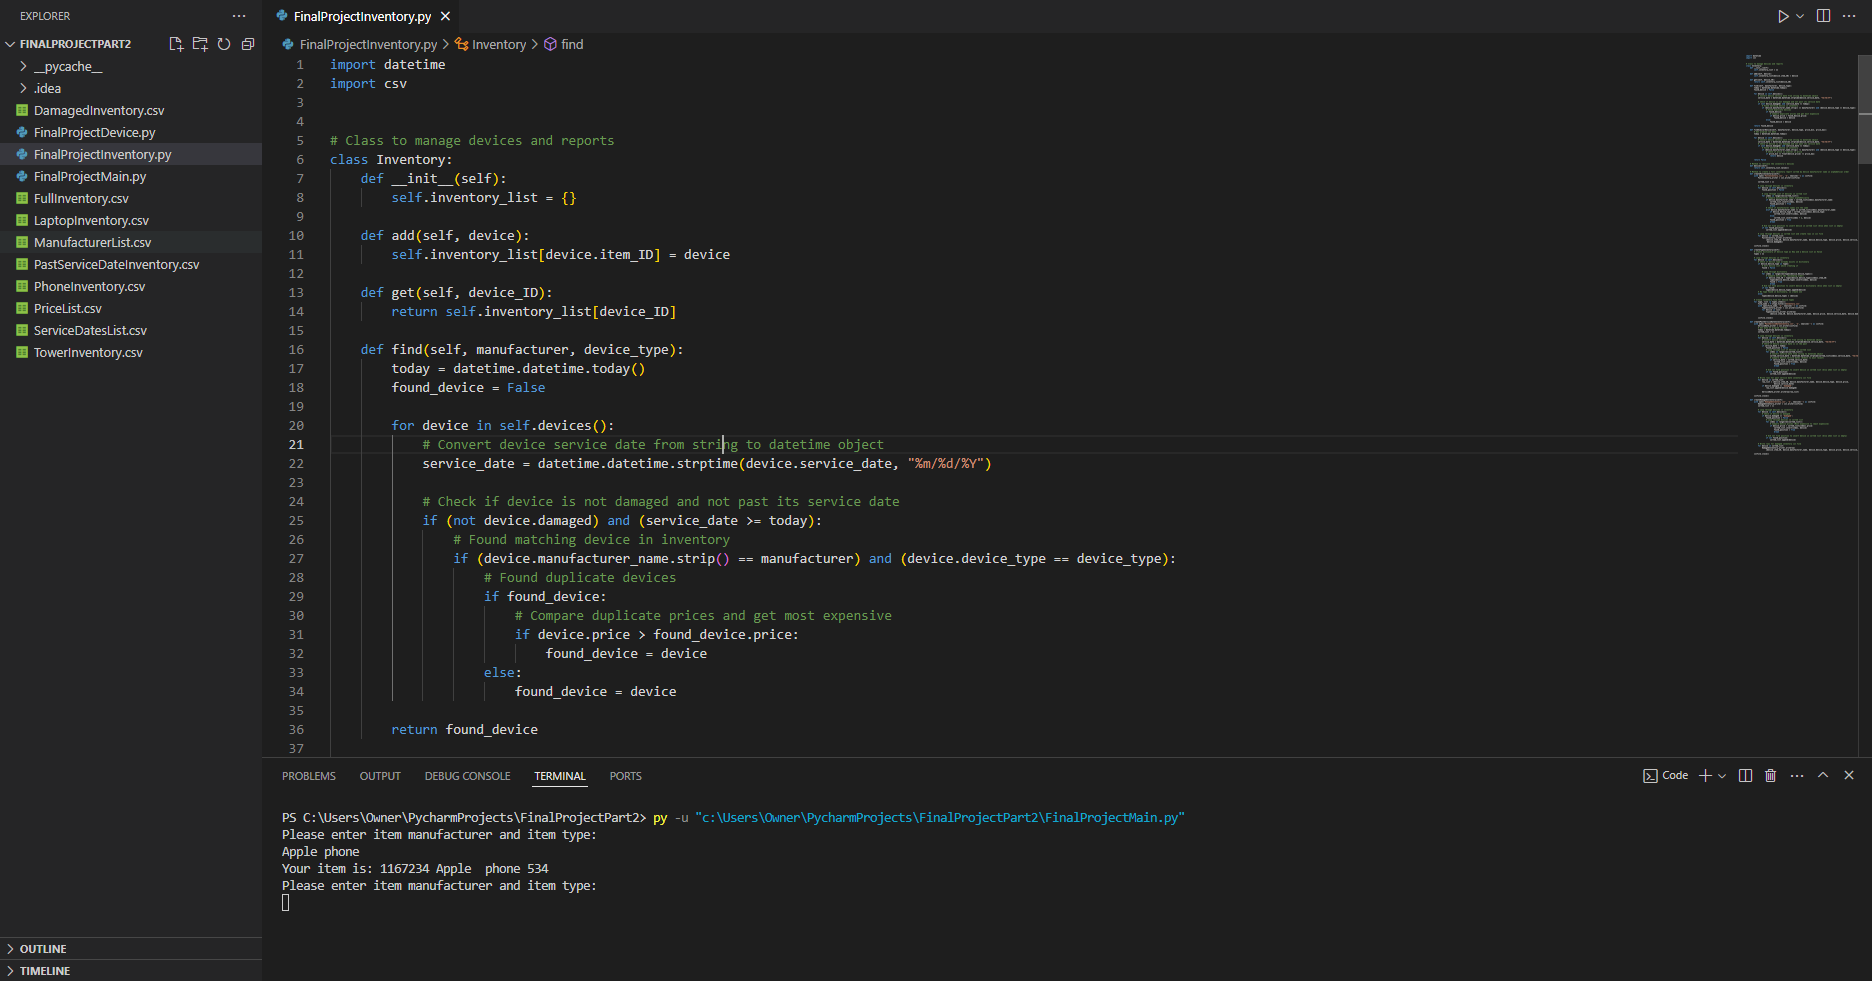 EXPLORER
FINALPROJECTPART2
__pycache__
.idea
DamagedInventory.csv
FinalProjectDevice.py
FinalProjectInventory.py
FinalProjectMain.py
FullInventory.csv
LaptopInventory.csv
ManufacturerList.csv
PastServiceDateInventory.csv
PhoneInventory.csv
PriceList.csv
ServiceDatesList.csv
TowerInventory.csv
OUTLINE
TIMELINE
FinalProjectInventory.py
FinalProjectInventory.py > Inventory > find
1 import datetime
2 import csv
3
4
5 # Class to manage devices and reports
6 class Inventory:
7     def __init__(self):
8         self.inventory_list = {}
9
10     def add(self, device):
11         self.inventory_list[device.item_ID] = device
12
13     def get(self, device_ID):
14         return self.inventory_list[device_ID]
15
16     def find(self, manufacturer, device_type):
17         today = datetime.datetime.today()
18         found_device = False
19
20         for device in self.devices():
21             # Convert device service date from string to datetime object
22             service_date = datetime.datetime.strptime(device.service_date, "%m/%d/%Y")
23
24             # Check if device is not damaged and not past its service date
25             if (not device.damaged) and (service_date >= today):
26                 # Found matching device in inventory
27                 if (device.manufacturer_name.strip() == manufacturer) and (device.device_type == device_type):
28                     # Found duplicate devices
29                     if found_device:
30                         # Compare duplicate prices and get most expensive
31                         if device.price > found_device.price:
32                             found_device = device
33                     else:
34                         found_device = device
35
36         return found_device
37
PROBLEMS OUTPUT DEBUG CONSOLE TERMINAL PORTS
Code
PS C:\Users\Owner\PycharmProjects\FinalProjectPart2> py -u "c:\Users\Owner\PycharmProjects\FinalProjectPart2\FinalProjectMain.py"
Please enter item manufacturer and item type:
Apple phone
Your item is: 1167234 Apple  phone 534
Please enter item manufacturer and item type: